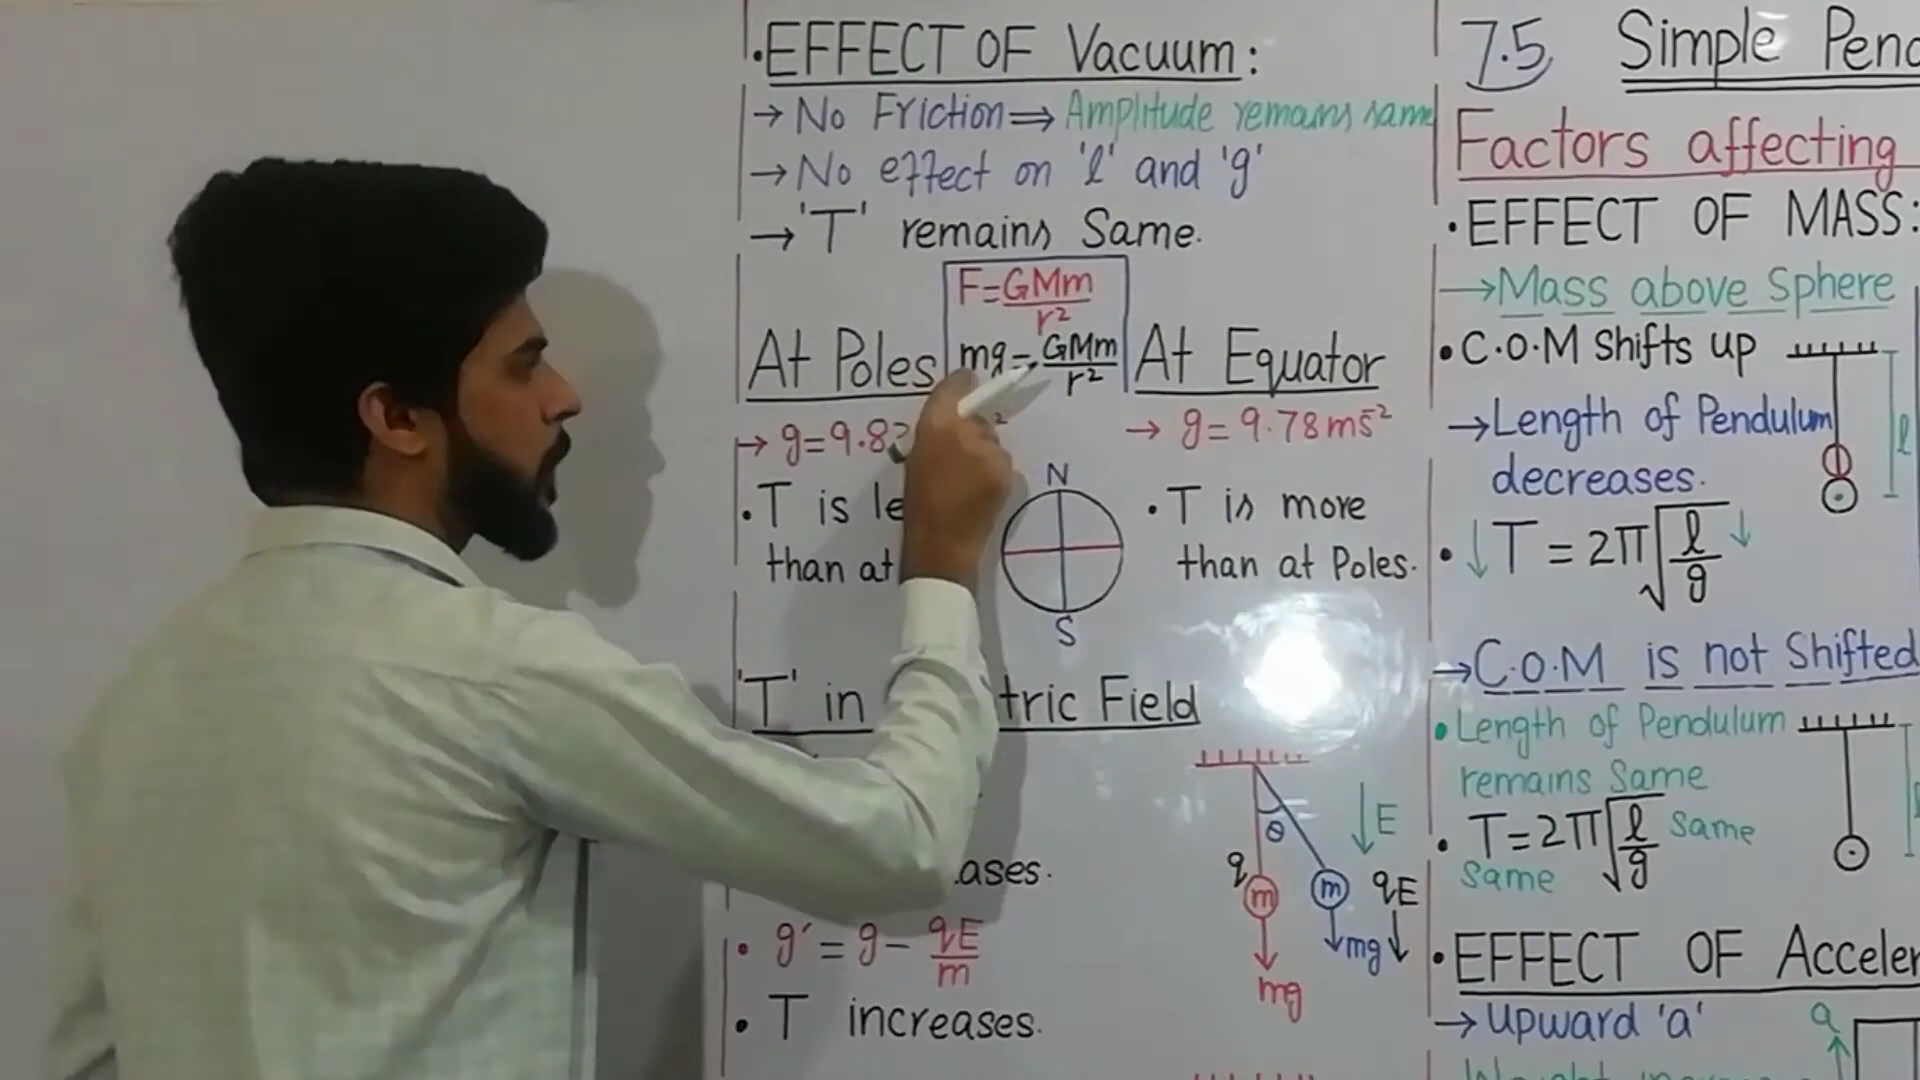 ·EFFECT OF Vacuum:
→ No Friction ⇒ Amplitude remains same
→ No effect on 'l' and 'g'
→ 'T' remains Same.
F=GMm/r²
mg=GMm/r²
At Poles
→ g=9.83
²
·T is le
than at
At Equator
→ g=9.78ms⁻²
·T is more
than at Poles.
N
S
'T' in tric Field
ases.
· g'=g-qE/m
· T increases.
θ
E
q
m
m
qE
mg
mg
7.5 Simple Pend
Factors affecting
·EFFECT OF MASS:
→Mass above Sphere
·C.O.M Shifts up
→Length of Pendulum
decreases.
l
· ↓T=2π√l/g↓
→C.O.M is not Shifted
·Length of Pendulum
remains Same
· T=2π√l/g Same
Same
·EFFECT OF Acceler
→ upward 'a'
a